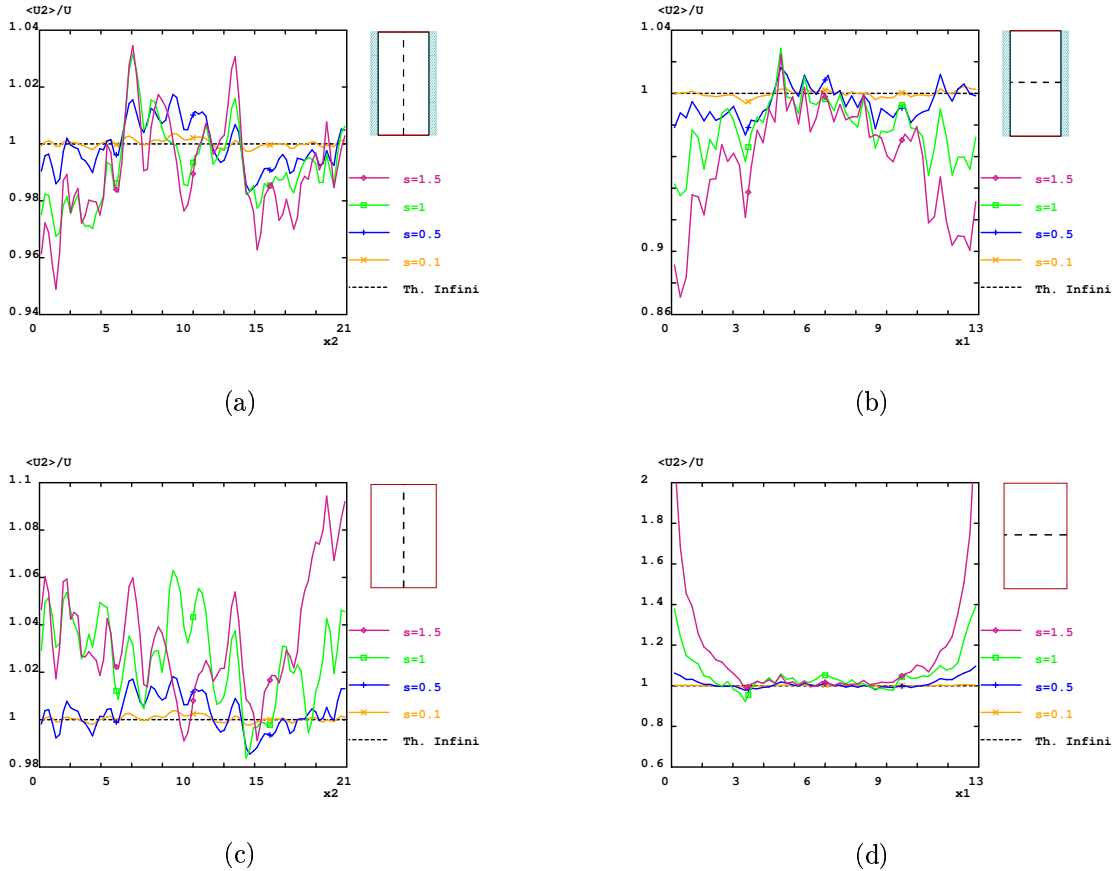 <U2>/U
1.04
1.02
1
0.98
0.96
0.94
0
5
10
15
21
x2
s=1.5
s=1
s=0.5
s=0.1
Th. Infini
(a)
<U2>/U
1.04
1
0.9
0.86
0
3
6
9
13
x1
s=1.5
s=1
s=0.5
s=0.1
Th. Infini
(b)
<U2>/U
1.1
1.08
1.06
1.04
1.02
1
0.98
0
5
10
15
21
x2
s=1.5
s=1
s=0.5
s=0.1
Th. Infini
(c)
<U2>/U
2
1.8
1.6
1.4
1.2
1
0.8
0.6
0
3
6
9
13
x1
s=1.5
s=1
s=0.5
s=0.1
Th. Infini
(d)